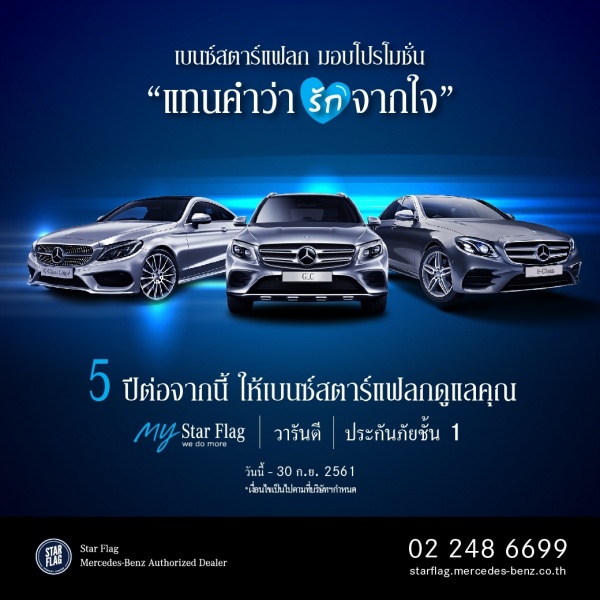 เบนซ์สตาร์แฟลก มอบโปรโมชั่น
“แทนคำว่า รัก จากใจ”
C-Class Coupé
GLC
E-Class
5 ปีต่อจากนี้ ให้เบนซ์สตาร์แฟลกดูแลคุณ
My Star Flag
we do more
วารันตี
ประกันภัยชั้น 1
วันนี้ - 30 ก.ย. 2561
*เงื่อนไขเป็นไปตามที่บริษัทฯกำหนด
STAR FLAG
Star Flag
Mercedes-Benz Authorized Dealer
02 248 6699
starflag.mercedes-benz.co.th